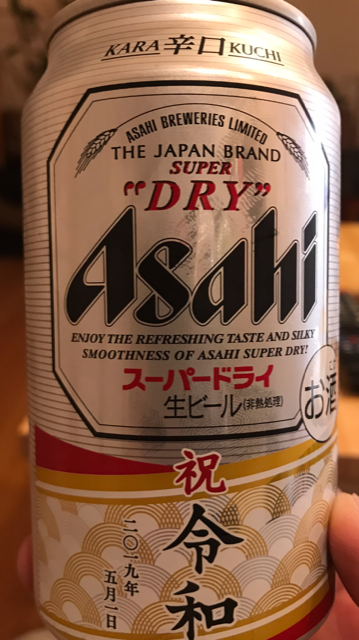 KARA 辛口 KUCHI
ASAHI BREWERIES LIMITED
THE JAPAN BRAND
SUPER
“DRY”
Asahi
ENJOY THE REFRESHING TASTE AND SILKY
SMOOTHNESS OF ASAHI SUPER DRY!
スーパードライ
生ビール(非熱処理)
お酒
祝
令和
二〇一九年
五月一日